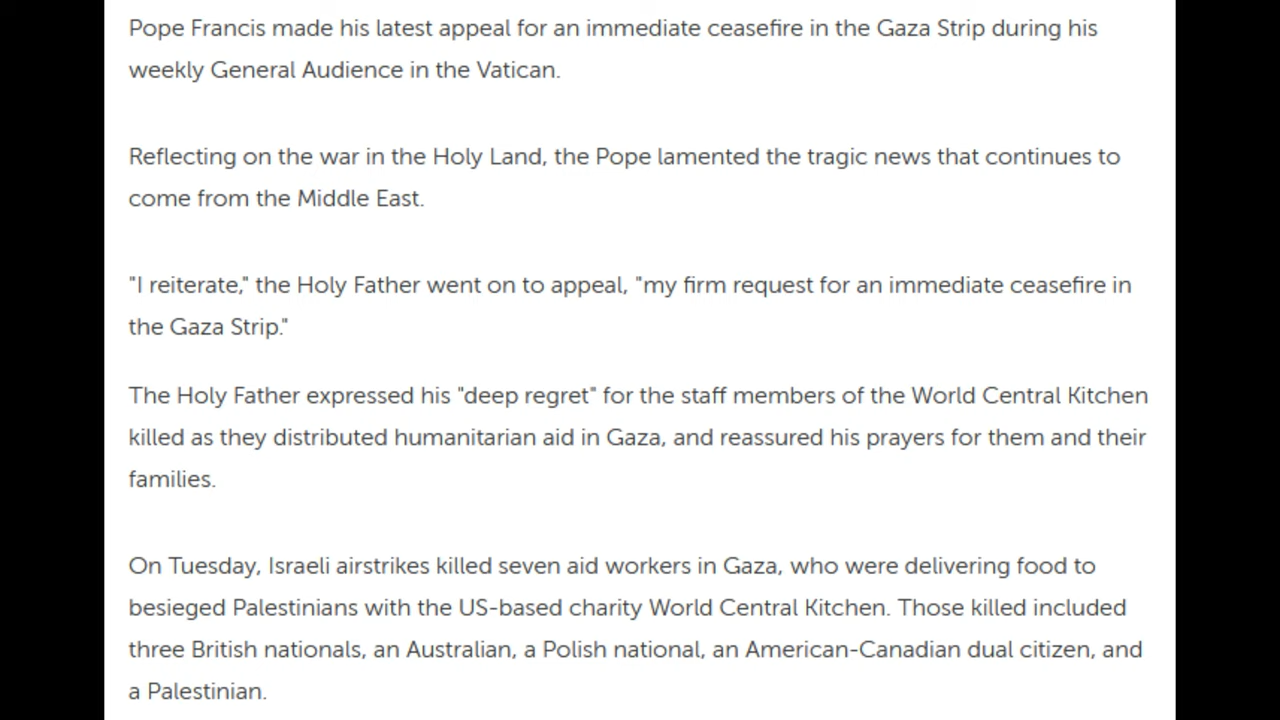 Pope Francis made his latest appeal for an immediate ceasefire in the Gaza Strip during his
weekly General Audience in the Vatican.
Reflecting on the war in the Holy Land, the Pope lamented the tragic news that continues to
come from the Middle East.
"I reiterate," the Holy Father went on to appeal, "my firm request for an immediate ceasefire in
the Gaza Strip."
The Holy Father expressed his "deep regret" for the staff members of the World Central Kitchen
killed as they distributed humanitarian aid in Gaza, and reassured his prayers for them and their
families.
On Tuesday, Israeli airstrikes killed seven aid workers in Gaza, who were delivering food to
besieged Palestinians with the US-based charity World Central Kitchen. Those killed included
three British nationals, an Australian, a Polish national, an American-Canadian dual citizen, and
a Palestinian.